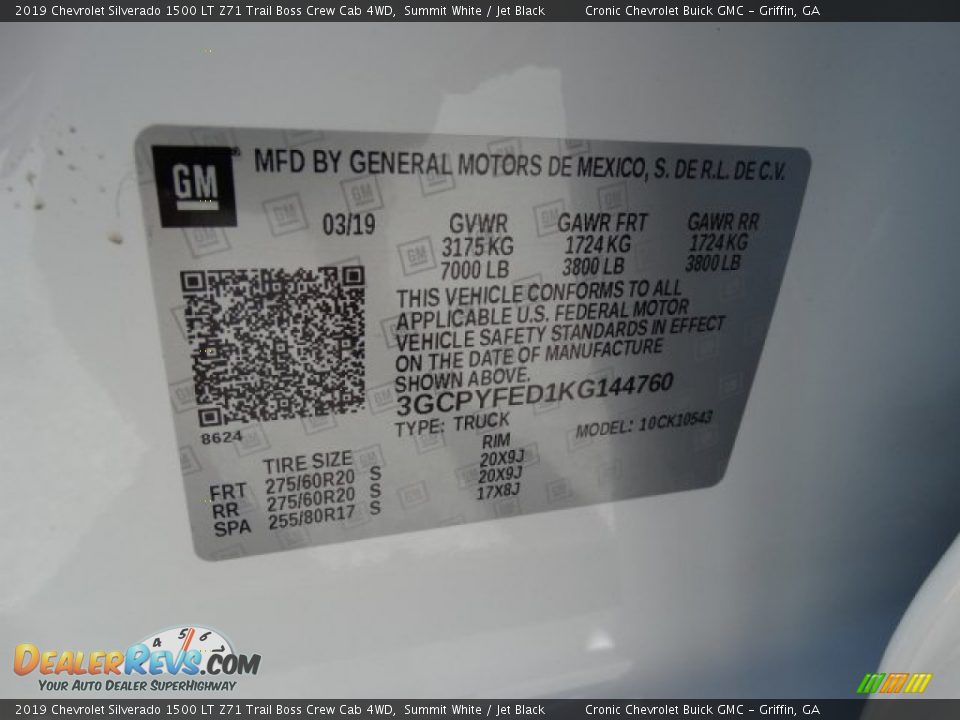 2019 Chevrolet Silverado 1500 LT Z71 Trail Boss Crew Cab 4WD,  Summit White / Jet Black  Cronic Chevrolet Buick GMC – Griffin, GA
GM MFD BY GENERAL MOTORS DE MEXICO, S. DE R.L. DE C.V.
03/19 GVWR GAWR FRT GAWR RR
3175 KG 1724 KG 1724 KG
7000 LB 3800 LB 3800 LB
THIS VEHICLE CONFORMS TO ALL
APPLICABLE U.S. FEDERAL MOTOR
VEHICLE SAFETY STANDARDS IN EFFECT
ON THE DATE OF MANUFACTURE
SHOWN ABOVE.
3GCPYFED1KG144760
8624
TYPE: TRUCK MODEL: 10CK10543
TIRE SIZE RIM
FRT 275/60R20 S 20X9J
RR 275/60R20 S 20X9J
SPA 255/80R17 S 17X8J
4 5 6
DEALERREVS.COM
YOUR AUTO DEALER SUPERHIGHWAY
2019 Chevrolet Silverado 1500 LT Z71 Trail Boss Crew Cab 4WD,  Summit White / Jet Black  Cronic Chevrolet Buick GMC – Griffin, GA